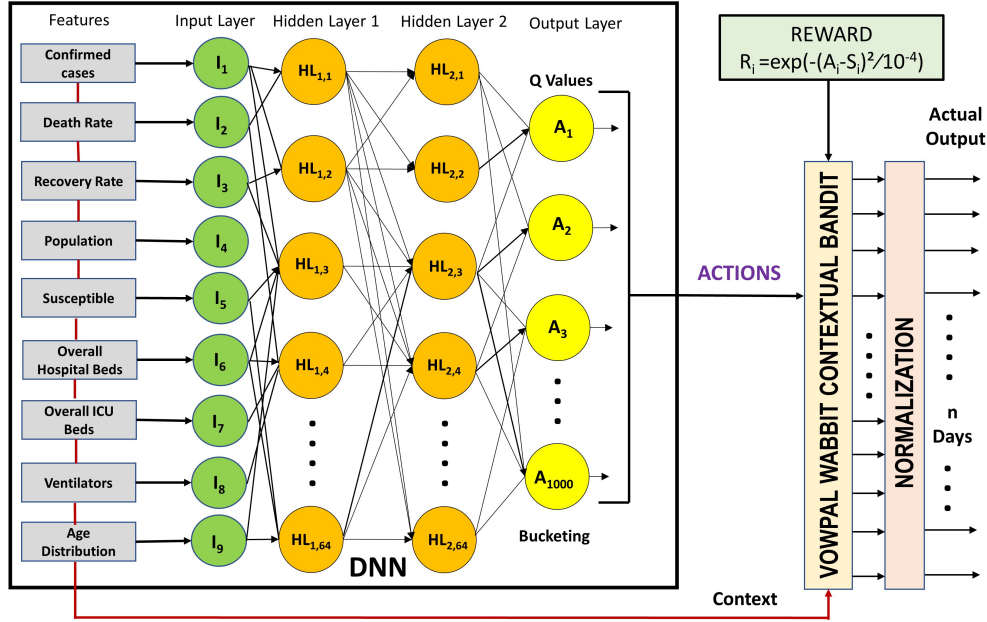 Features
Input Layer
Hidden Layer 1
Hidden Layer 2
Output Layer
Confirmed
cases
Death Rate
Recovery Rate
Population
Susceptible
Overall
Hospital Beds
Overall ICU
Beds
Ventilators
Age
Distribution
I₁
I₂
I₃
I₄
I₅
I₆
I₇
I₈
I₉
HL₁,₁
HL₁,₂
HL₁,₃
HL₁,₄
HL₁,₆₄
HL₂,₁
HL₂,₂
HL₂,₃
HL₂,₄
HL₂,₆₄
Q Values
A₁
A₂
A₃
A₁₀₀₀
Bucketing
DNN
ACTIONS
Context
REWARD
Rᵢ =exp(-(Aᵢ-Sᵢ)²/10⁻⁴)
VOWPAL WABBIT CONTEXTUAL BANDIT
NORMALIZATION
Actual
Output
n
Days